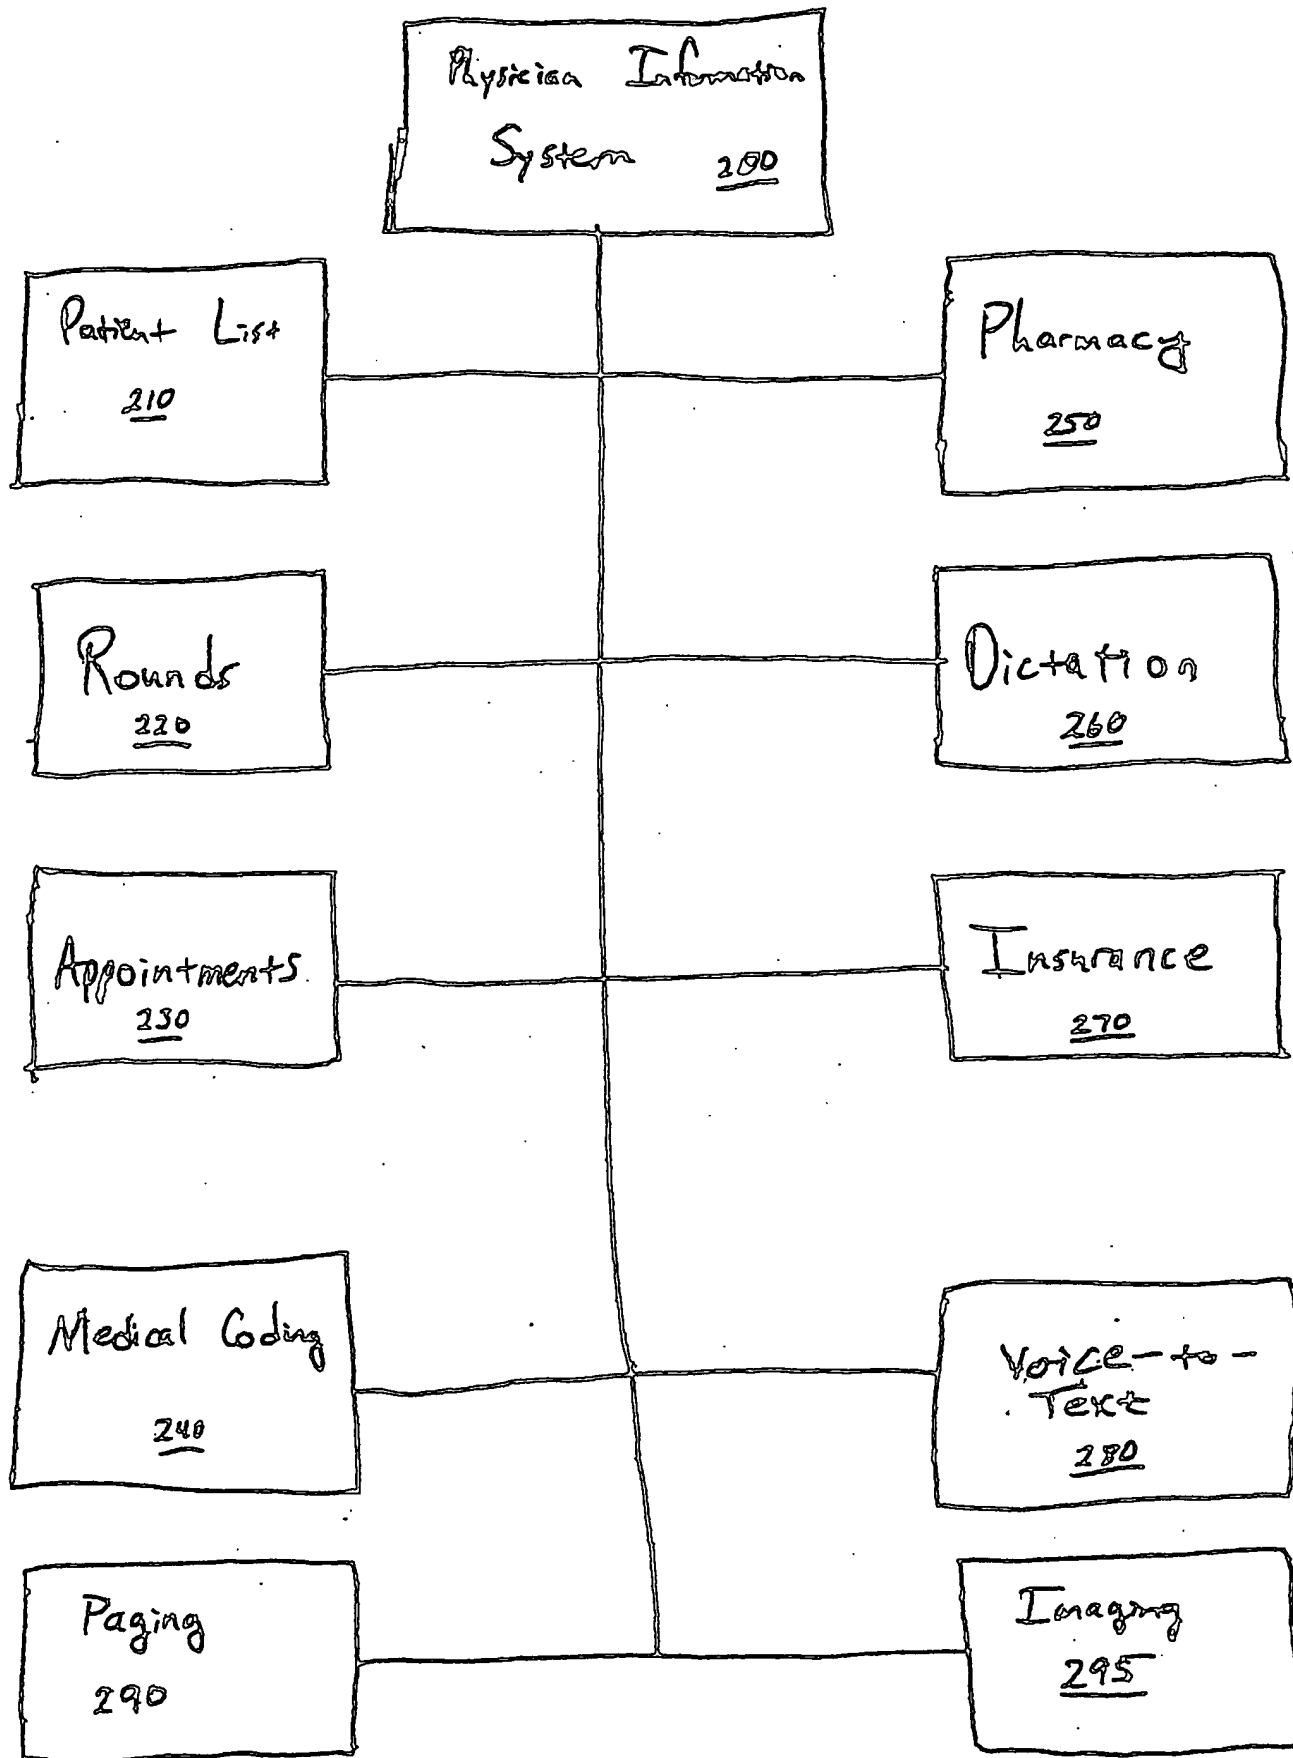 Physician Information
System 200
Patient List
210
Pharmacy
250
Rounds
220
Dictation
260
Appointments
230
Insurance
270
Medical Coding
240
Voice-to-
Text
280
Paging
290
Imaging
295